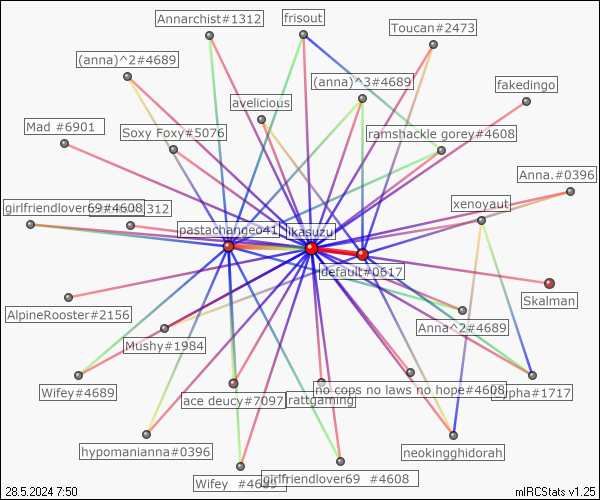 Annarchist#1312
frisout
Toucan#2473
(anna)^2#4689
(anna)^3#4689
fakedingo
avelicious
Mad #6901
Soxy Foxy#5076
ramshackle gorey#4608
Anna.#0396
girlfriendlover69#4608
312
xenoyaut
pastachangeo41
ikasuzu
default#0617
Skalman
AlpineRooster#2156
Anna^2#4689
Mushy#1984
Wifey#4689
ace deucy#7097
rattgaming
no cops no laws no hope#4608
#1717
hypomanianna#0396
neokingghidorah
Wifey
girlfriendlover69 #4608
28.5.2024 7:50
mIRCStats v1.25